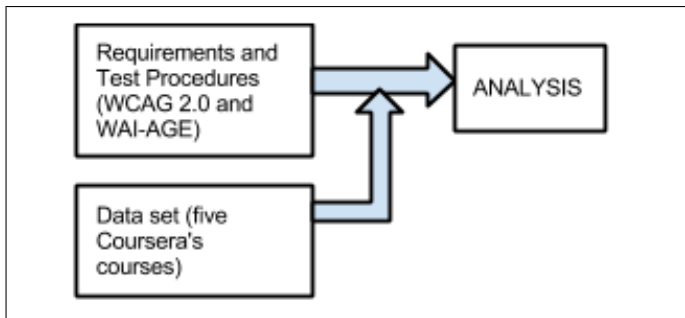 Requirements and
Test Procedures
(WCAG 2.0 and
WAI-AGE)
ANALYSIS
Data set (five
Coursera's
courses)